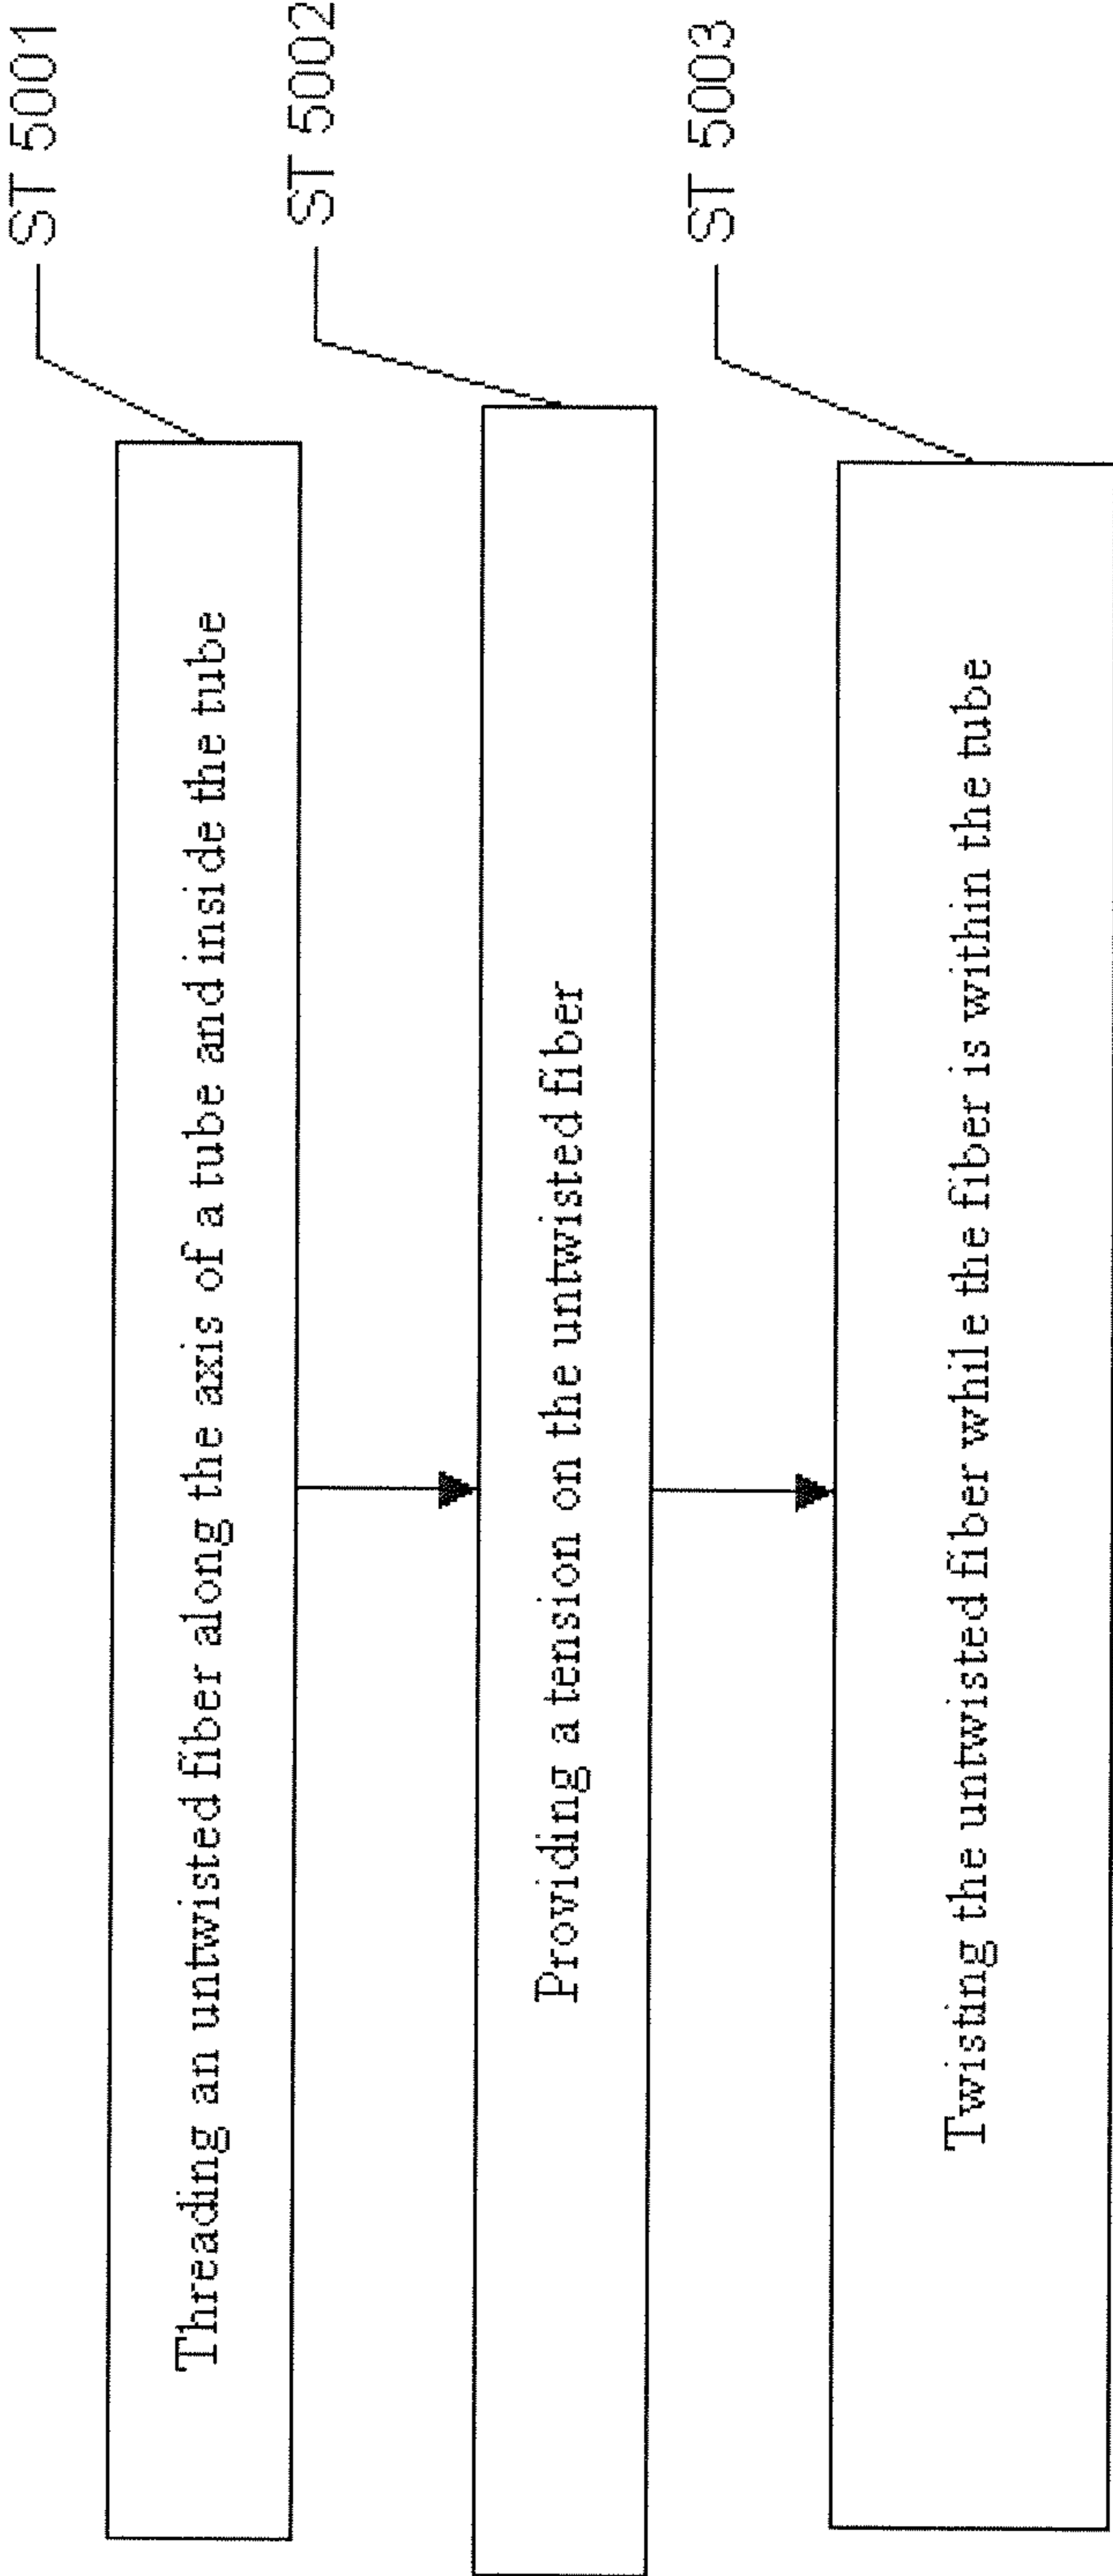 Threading an untwisted fiber along the axis of a tube and inside the tube
ST 5001
Providing a tension on the untwisted fiber
ST 5002
Twisting the untwisted fiber while the fiber is within the tube
ST 5003